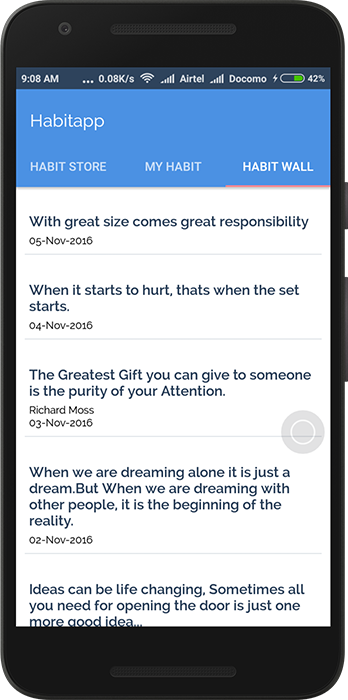 9:08 AM ... 0.08K/s Airtel Docomo 42%
Habitapp
HABIT STORE MY HABIT HABIT WALL
With great size comes great responsibility
05-Nov-2016
When it starts to hurt, thats when the set
starts.
04-Nov-2016
The Greatest Gift you can give to someone
is the purity of your Attention.
Richard Moss
03-Nov-2016
When we are dreaming alone it is just a
dream.But When we are dreaming with
other people, it is the beginning of the
reality.
02-Nov-2016
Ideas can be life changing, Sometimes all
you need for opening the door is just one
more good idea...